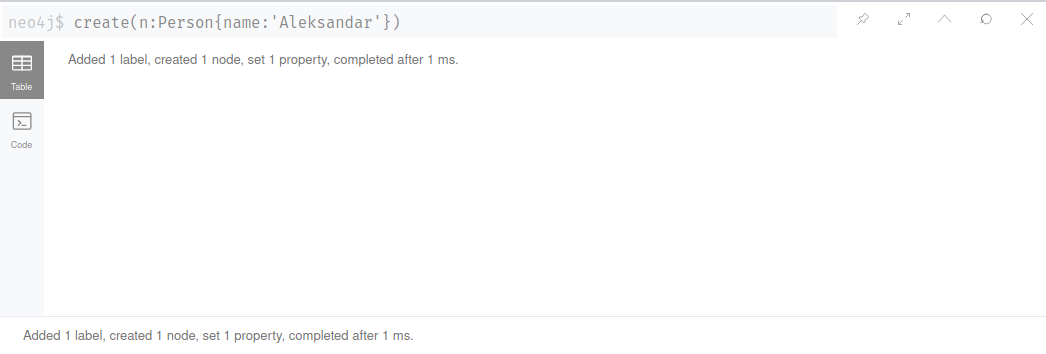 neo4j$ create(n:Person{name:'Aleksandar'})
Added 1 label, created 1 node, set 1 property, completed after 1 ms.
Table
Code
Added 1 label, created 1 node, set 1 property, completed after 1 ms.